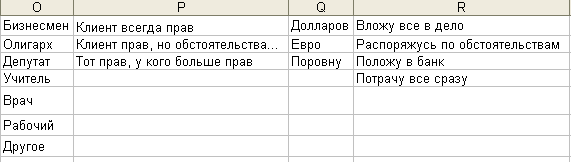 O P Q R
Бизнесмен Клиент всегда прав Долларов Вложу все в дело
Олигарх Клиент прав, но обстоятельства... Евро Распоряжусь по обстоятельствам
Депутат Тот прав, у кого больше прав Поровну Положу в банк
Учитель Потрачу все сразу
Врач
Рабочий
Другое